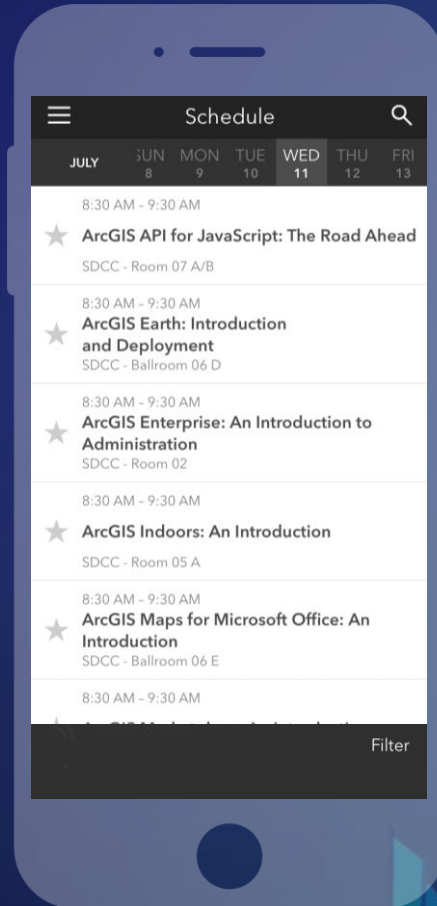 Schedule
JULY SUN MON TUE WED THU FRI
8 9 10 11 12 13
8:30 AM – 9:30 AM
ArcGIS API for JavaScript: The Road Ahead
SDCC - Room 07 A/B
8:30 AM – 9:30 AM
ArcGIS Earth: Introduction
and Deployment
SDCC - Ballroom 06 D
8:30 AM – 9:30 AM
ArcGIS Enterprise: An Introduction to
Administration
SDCC - Room 02
8:30 AM – 9:30 AM
ArcGIS Indoors: An Introduction
SDCC - Room 05 A
8:30 AM – 9:30 AM
ArcGIS Maps for Microsoft Office: An
Introduction
SDCC - Ballroom 06 E
8:30 AM – 9:30 AM
Filter